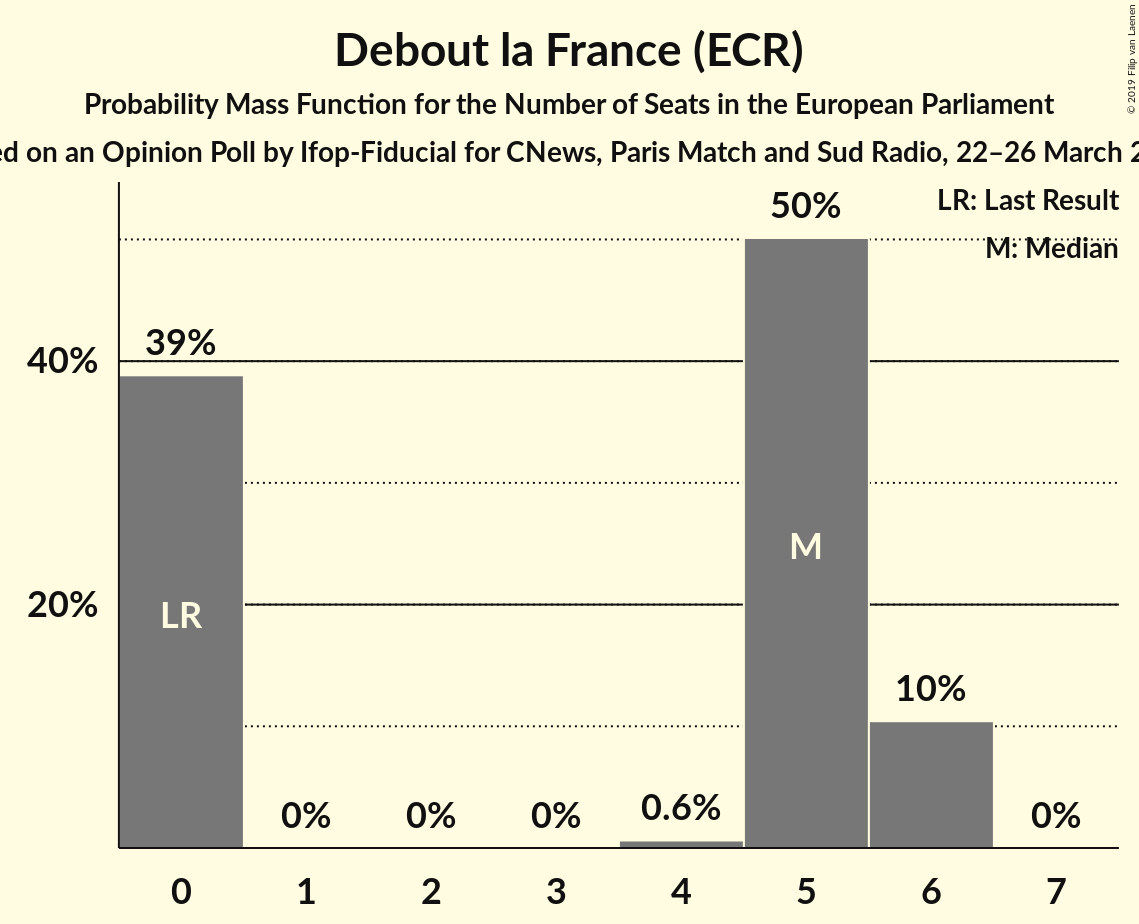 Debout la France (ECR)
Probability Mass Function for the Number of Seats in the European Parliament
on an Opinion Poll by Ifop-Fiducial for CNews, Paris Match and Sud Radio, 22–26 March
© 2019 Filip van Laenen
LR: Last Result
M: Median
50%
39%
40%
M
20%
LR
10%
0%
0%
0%
0.6%
0%
0
1
2
3
4
5
6
7